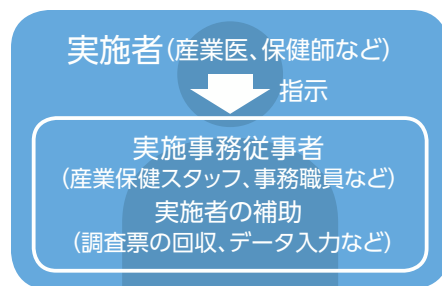 実施者(産業医、保健師など)
指示
実施事務従事者
(産業保健スタッフ、事務職員など)
実施者の補助
(調査票の回収、データ入力など)